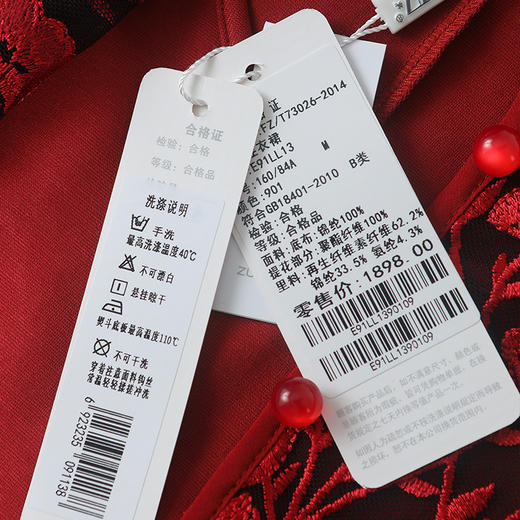 合格证
检验：合格
等级：合格品
洗涤说明
手洗
最高洗涤温度40℃
不可漂白
悬挂晾干
熨斗底板最高温度110℃
不可干洗
穿着注意面料钩丝
常温轻轻揉搓冲洗
6 923235 091138
证
FZ/T73026-2014
衣裙
E91LL13
号:160/84A M
颜色:901
符合GB18401-2010 B类
检验:合格
等级:合格品
面料:底布:锦纶100%
提花部分:聚酯纤维100%
里料:再生纤维素纤维62.2%
锦纶33.5% 氨纶4.3%
零售价:1898.00
E91LL1390109
E91LL1390109
ZU